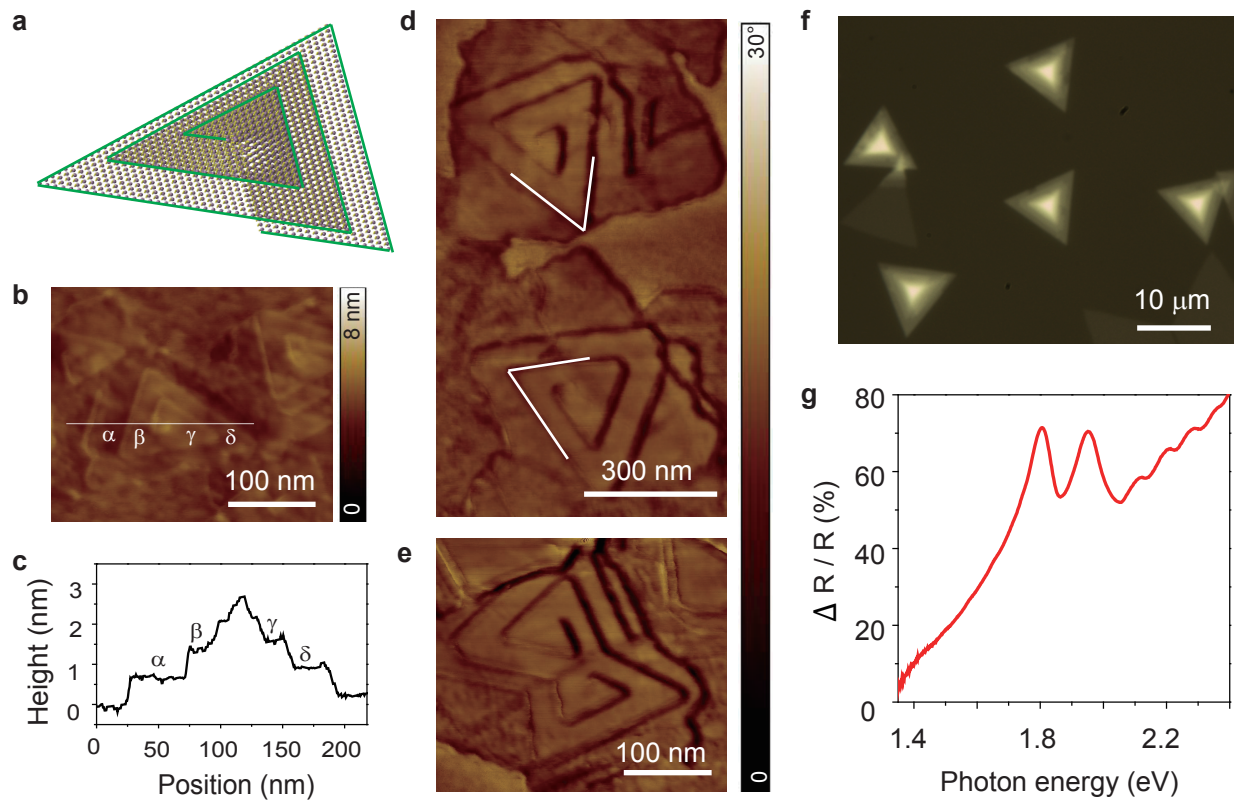 a
b
8 nm
0
α β γ δ
100 nm
c
Height (nm)
3
2
1
0
α
β
γ
δ
0 50 100 150 200
Position (nm)
d
300 nm
30°
0
e
100 nm
f
10 μm
g
Δ R / R (%)
80
60
40
20
0
1.4 1.8 2.2
Photon energy (eV)